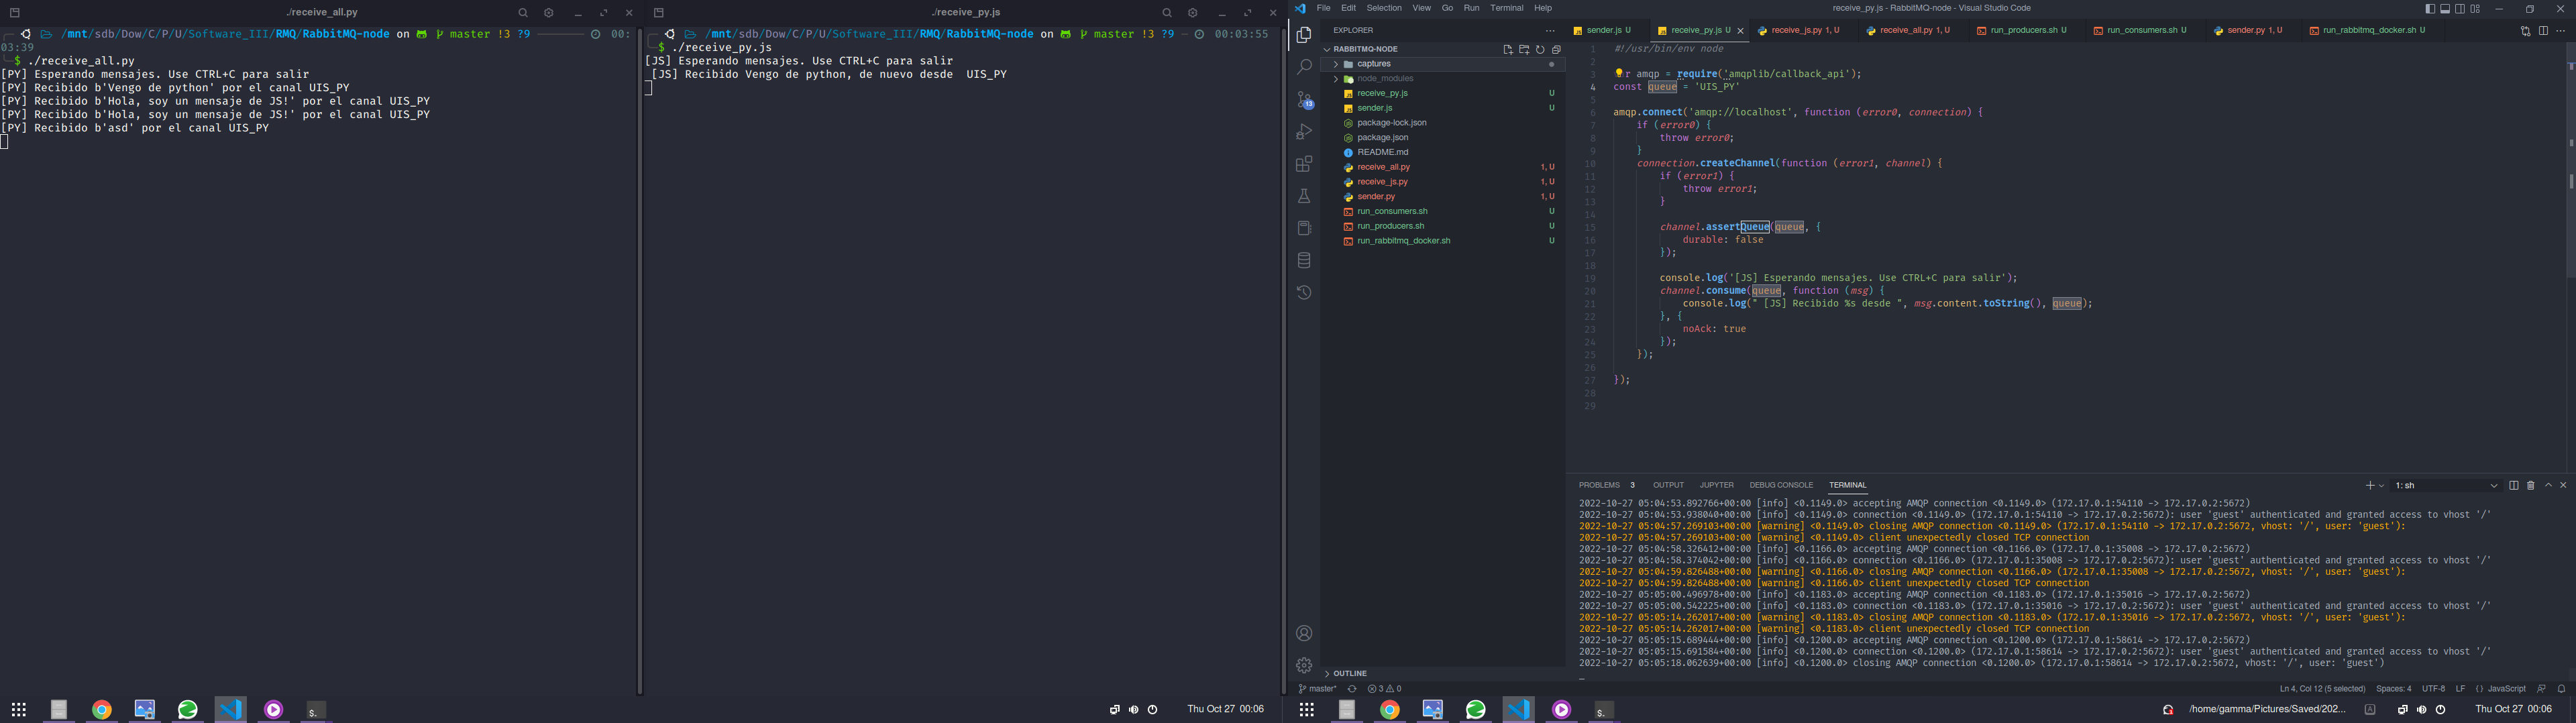 ./receive_all.py
/mnt/sdb/Dow/C/P/U/Software_III/RMQ/RabbitMQ-node on master !3 ?9 00:
03:39
$ ./receive_all.py
[PY] Esperando mensajes. Use CTRL+C para salir
[PY] Recibido b'Vengo de python' por el canal UIS_PY
[PY] Recibido b'Hola, soy un mensaje de JS!' por el canal UIS_PY
[PY] Recibido b'Hola, soy un mensaje de JS!' por el canal UIS_PY
[PY] Recibido b'asd' por el canal UIS_PY
./receive_py.js
/mnt/sdb/Dow/C/P/U/Software_III/RMQ/RabbitMQ-node on master !3 ?9 00:03:55
$ ./receive_py.js
[JS] Esperando mensajes. Use CTRL+C para salir
[JS] Recibido Vengo de python, de nuevo desde  UIS_PY
File Edit Selection View Go Run Terminal Help
receive_py.js - RabbitMQ-node - Visual Studio Code
EXPLORER
RABBITMQ-NODE
captures
node_modules
receive_py.js U
sender.js U
package-lock.json
package.json
README.md
receive_all.py 1, U
receive_js.py 1, U
sender.py 1, U
run_consumers.sh U
run_producers.sh U
run_rabbitmq_docker.sh U
OUTLINE
13
sender.js U receive_py.js U receive_js.py 1, U receive_all.py 1, U run_producers.sh U run_consumers.sh U sender.py 1, U run_rabbitmq_docker.sh U
1 #!/usr/bin/env node
2
3 r amqp = require('amqplib/callback_api');
4 const queue = 'UIS_PY'
5
6 amqp.connect('amqp://localhost', function (error0, connection) {
7 if (error0) {
8 throw error0;
9 }
10 connection.createChannel(function (error1, channel) {
11 if (error1) {
12 throw error1;
13 }
14
15 channel.assertQueue(queue, {
16 durable: false
17 });
18
19 console.log('[JS] Esperando mensajes. Use CTRL+C para salir');
20 channel.consume(queue, function (msg) {
21 console.log(" [JS] Recibido %s desde ", msg.content.toString(), queue);
22 }, {
23 noAck: true
24 });
25 });
26
27 });
28
29
PROBLEMS 3 OUTPUT JUPYTER DEBUG CONSOLE TERMINAL 1: sh
2022-10-27 05:04:53.892766+00:00 [info] <0.1149.0> accepting AMQP connection <0.1149.0> (172.17.0.1:54110 -> 172.17.0.2:5672)
2022-10-27 05:04:53.938040+00:00 [info] <0.1149.0> connection <0.1149.0> (172.17.0.1:54110 -> 172.17.0.2:5672): user 'guest' authenticated and granted access to vhost '/'
2022-10-27 05:04:57.269103+00:00 [warning] <0.1149.0> closing AMQP connection <0.1149.0> (172.17.0.1:54110 -> 172.17.0.2:5672, vhost: '/', user: 'guest'):
2022-10-27 05:04:57.269103+00:00 [warning] <0.1149.0> client unexpectedly closed TCP connection
2022-10-27 05:04:58.326412+00:00 [info] <0.1166.0> accepting AMQP connection <0.1166.0> (172.17.0.1:35008 -> 172.17.0.2:5672)
2022-10-27 05:04:58.374042+00:00 [info] <0.1166.0> connection <0.1166.0> (172.17.0.1:35008 -> 172.17.0.2:5672): user 'guest' authenticated and granted access to vhost '/'
2022-10-27 05:04:59.826488+00:00 [warning] <0.1166.0> closing AMQP connection <0.1166.0> (172.17.0.1:35008 -> 172.17.0.2:5672, vhost: '/', user: 'guest'):
2022-10-27 05:04:59.826488+00:00 [warning] <0.1166.0> client unexpectedly closed TCP connection
2022-10-27 05:05:00.496978+00:00 [info] <0.1183.0> accepting AMQP connection <0.1183.0> (172.17.0.1:35016 -> 172.17.0.2:5672)
2022-10-27 05:05:00.542225+00:00 [info] <0.1183.0> connection <0.1183.0> (172.17.0.1:35016 -> 172.17.0.2:5672): user 'guest' authenticated and granted access to vhost '/'
2022-10-27 05:05:14.262017+00:00 [warning] <0.1183.0> closing AMQP connection <0.1183.0> (172.17.0.1:35016 -> 172.17.0.2:5672, vhost: '/', user: 'guest'):
2022-10-27 05:05:14.262017+00:00 [warning] <0.1183.0> client unexpectedly closed TCP connection
2022-10-27 05:05:15.689444+00:00 [info] <0.1200.0> accepting AMQP connection <0.1200.0> (172.17.0.1:58614 -> 172.17.0.2:5672)
2022-10-27 05:05:15.691584+00:00 [info] <0.1200.0> connection <0.1200.0> (172.17.0.1:58614 -> 172.17.0.2:5672): user 'guest' authenticated and granted access to vhost '/'
2022-10-27 05:05:18.062639+00:00 [info] <0.1200.0> closing AMQP connection <0.1200.0> (172.17.0.1:58614 -> 172.17.0.2:5672, vhost: '/', user: 'guest')
master* 3 0 Ln 4, Col 12 (5 selected) Spaces: 4 UTF-8 LF JavaScript
Thu Oct 27 00:06
/home/gamma/Pictures/Saved/202... A Thu Oct 27 00:06